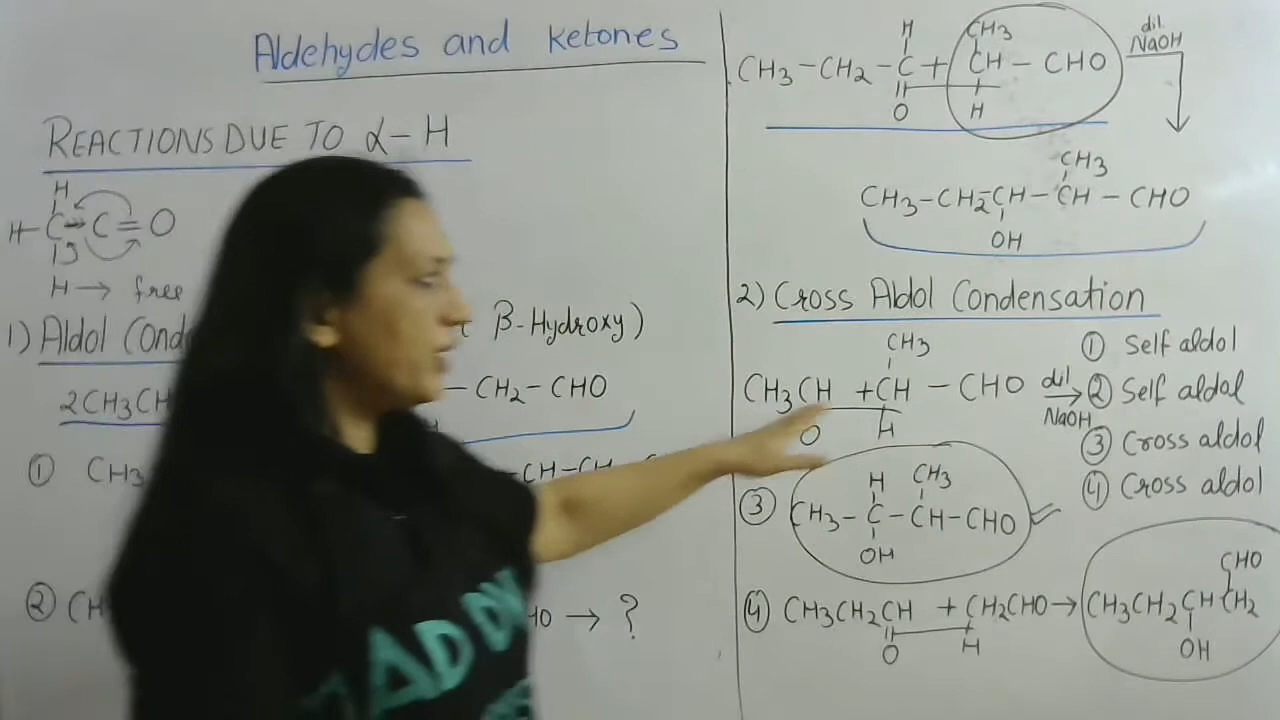 Aldehydes and ketones
REACTIONS DUE TO α-H
H
H-C-C=O
H → free
1) Aldol (Cond
β-Hydroxy)
2CH3CH
-CH2-CHO
① CH3
-CH-CH
② (CH
HO → ?
H CH3
CH3-CH2-C + CH-CHO
dil
NaOH
O H
CH3
CH3-CH2-CH-CH-CHO
OH
2) Cross Aldol Condensation
CH3
CH3CH + CH-CHO
O H
dil
NaOH
① Self aldol
② Self aldol
③ Cross aldol
④ Cross aldol
H CH3
③ CH3-C-CH-CHO
OH
CHO
④ CH3CH2CH + CH2CHO → CH3CH2CH CH2
O H OH